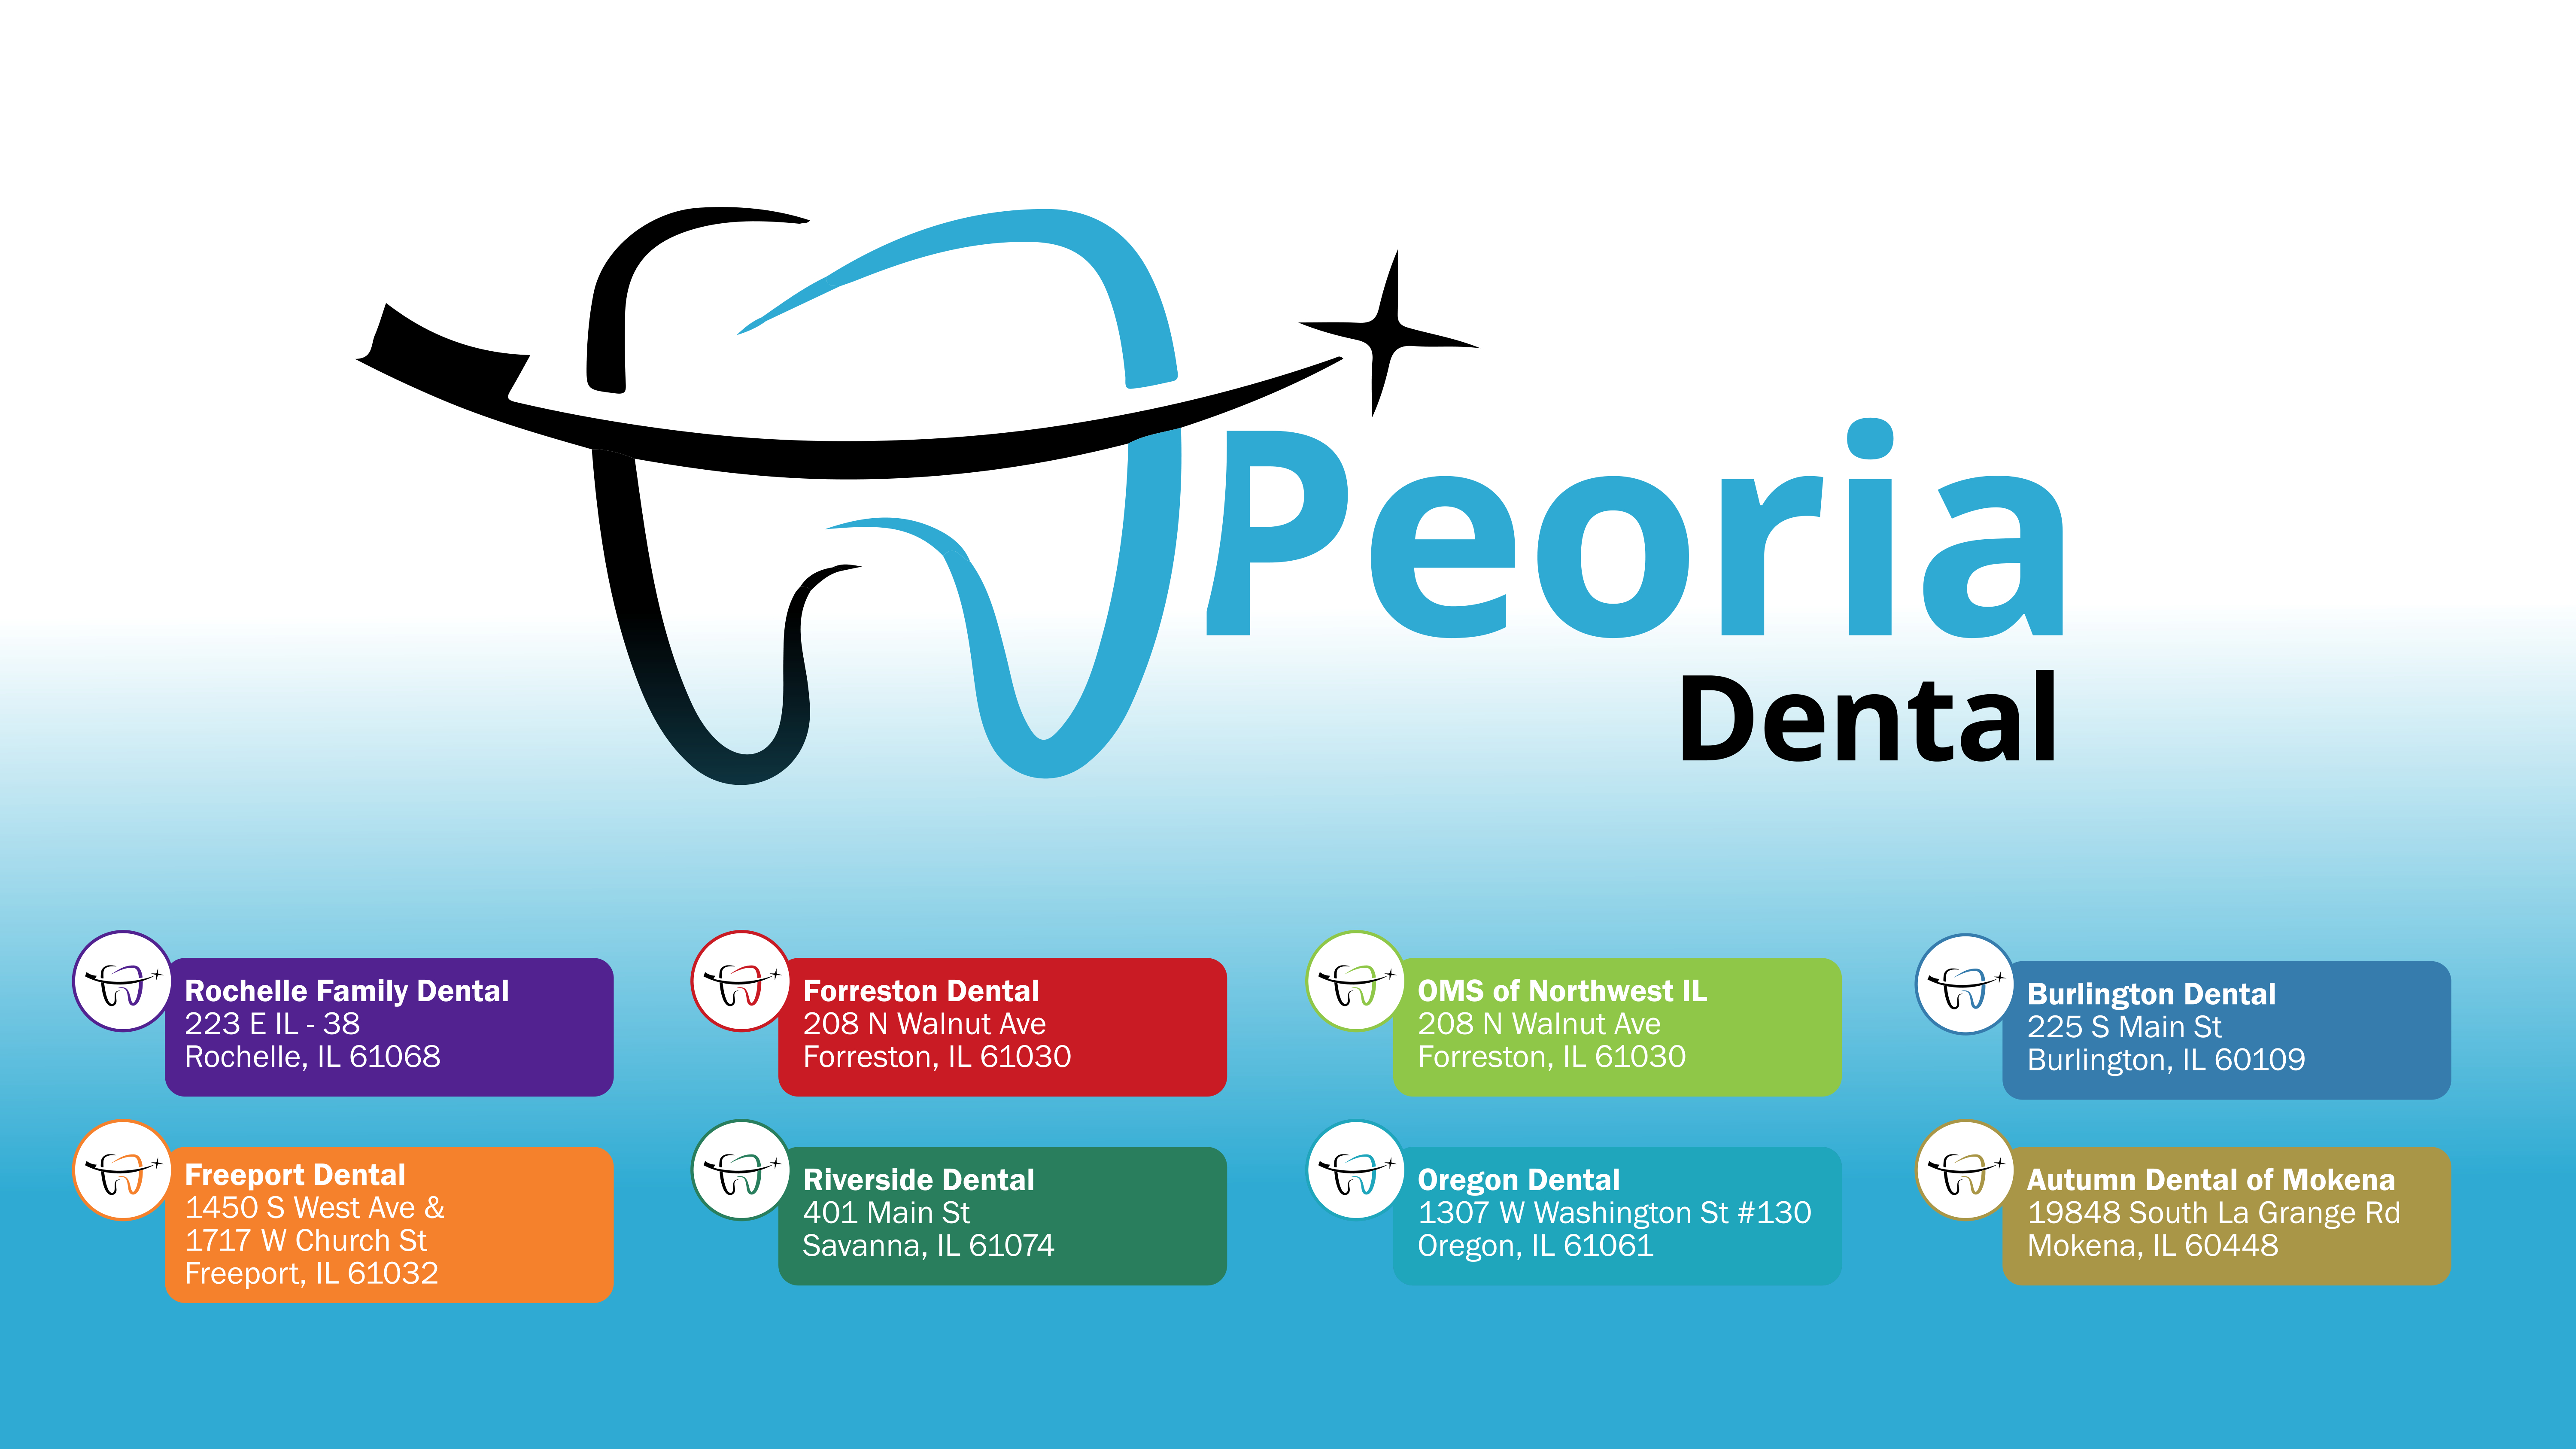 Peoria
Dental
Rochelle Family Dental
223 E IL - 38
Rochelle, IL 61068
Forreston Dental
208 N Walnut Ave
Forreston, IL 61030
OMS of Northwest IL
208 N Walnut Ave
Forreston, IL 61030
Burlington Dental
225 S Main St
Burlington, IL 60109
Freeport Dental
1450 S West Ave &
1717 W Church St
Freeport, IL 61032
Riverside Dental
401 Main St
Savanna, IL 61074
Oregon Dental
1307 W Washington St #130
Oregon, IL 61061
Autumn Dental of Mokena
19848 South La Grange Rd
Mokena, IL 60448